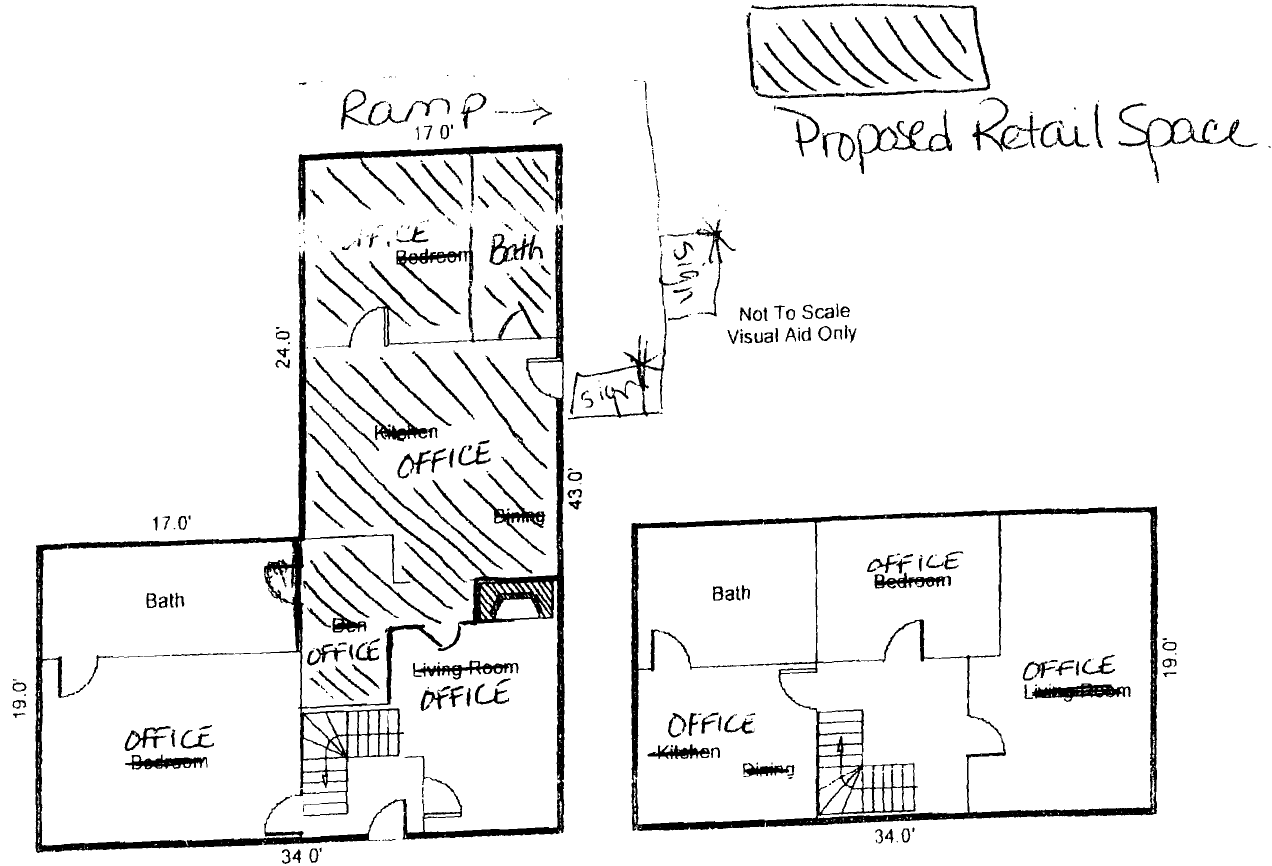 Ramp →
17 0'
Proposed Retail Space
OFFICE
Bedroom
Bath
sign
Not To Scale
Visual Aid Only
24.0'
sign
Kitchen
OFFICE
Dining
43.0'
17.0'
Bath
Den
OFFICE
Living Room
OFFICE
19.0'
OFFICE
Bedroom
34 0'
Bath
OFFICE
Bedroom
OFFICE
Living Room
19.0'
OFFICE
Kitchen
Dining
34.0'